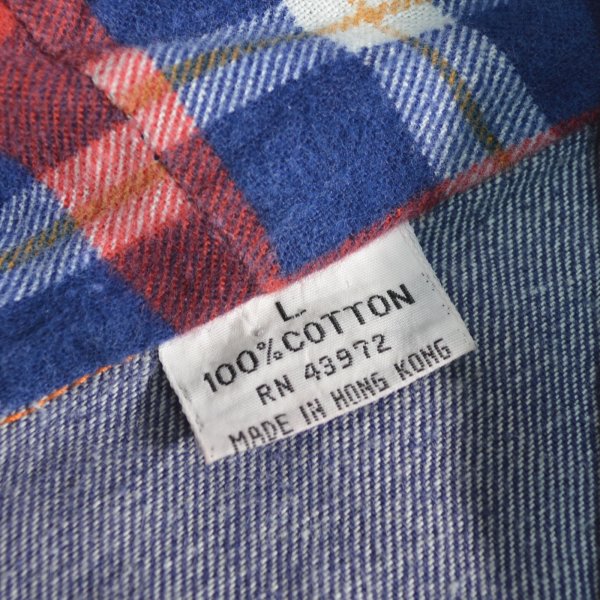 L.
100% COTTON
RN 43972
MADE IN HONG KONG